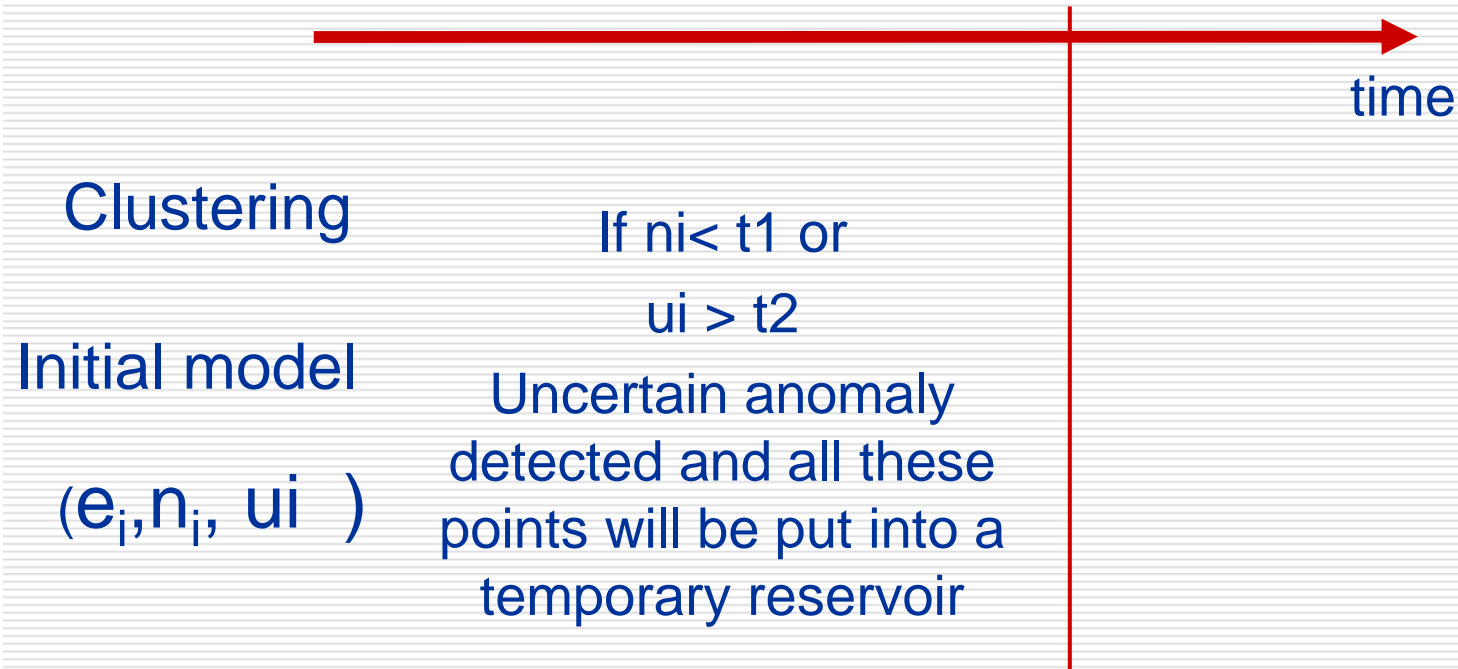 time
Clustering
Initial model
(eᵢ,nᵢ, ui )
If ni< t1 or
ui > t2
Uncertain anomaly
detected and all these
points will be put into a
temporary reservoir